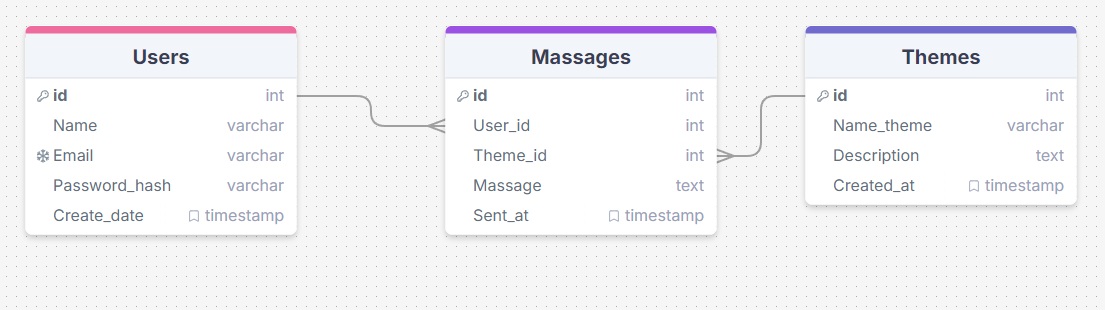 Users
id int
Name varchar
Email varchar
Password_hash varchar
Create_date timestamp
Massages
id int
User_id int
Theme_id int
Massage text
Sent_at timestamp
Themes
id int
Name_theme varchar
Description text
Created_at timestamp